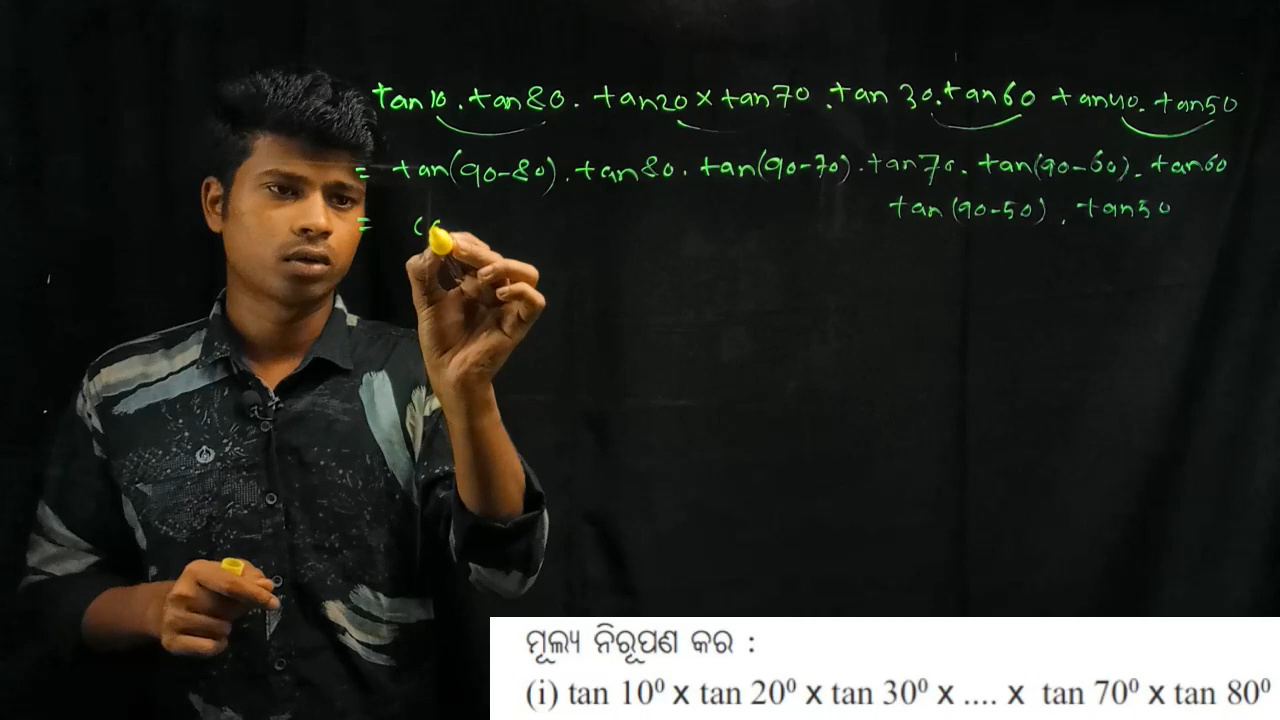 tan10 . tan80 . tan20 x tan70 . tan 30 . tan60 tan40 . tan50
= tan(90-80) . tan80 . tan(90-70) . tan70 . tan(90-60) . tan60
tan(90-50) . tan50
=
ମୂଲ୍ୟ ନିରୂପଣ କର :
(i) tan 10⁰ x tan 20⁰ x tan 30⁰ x .... x tan 70⁰ x tan 80⁰